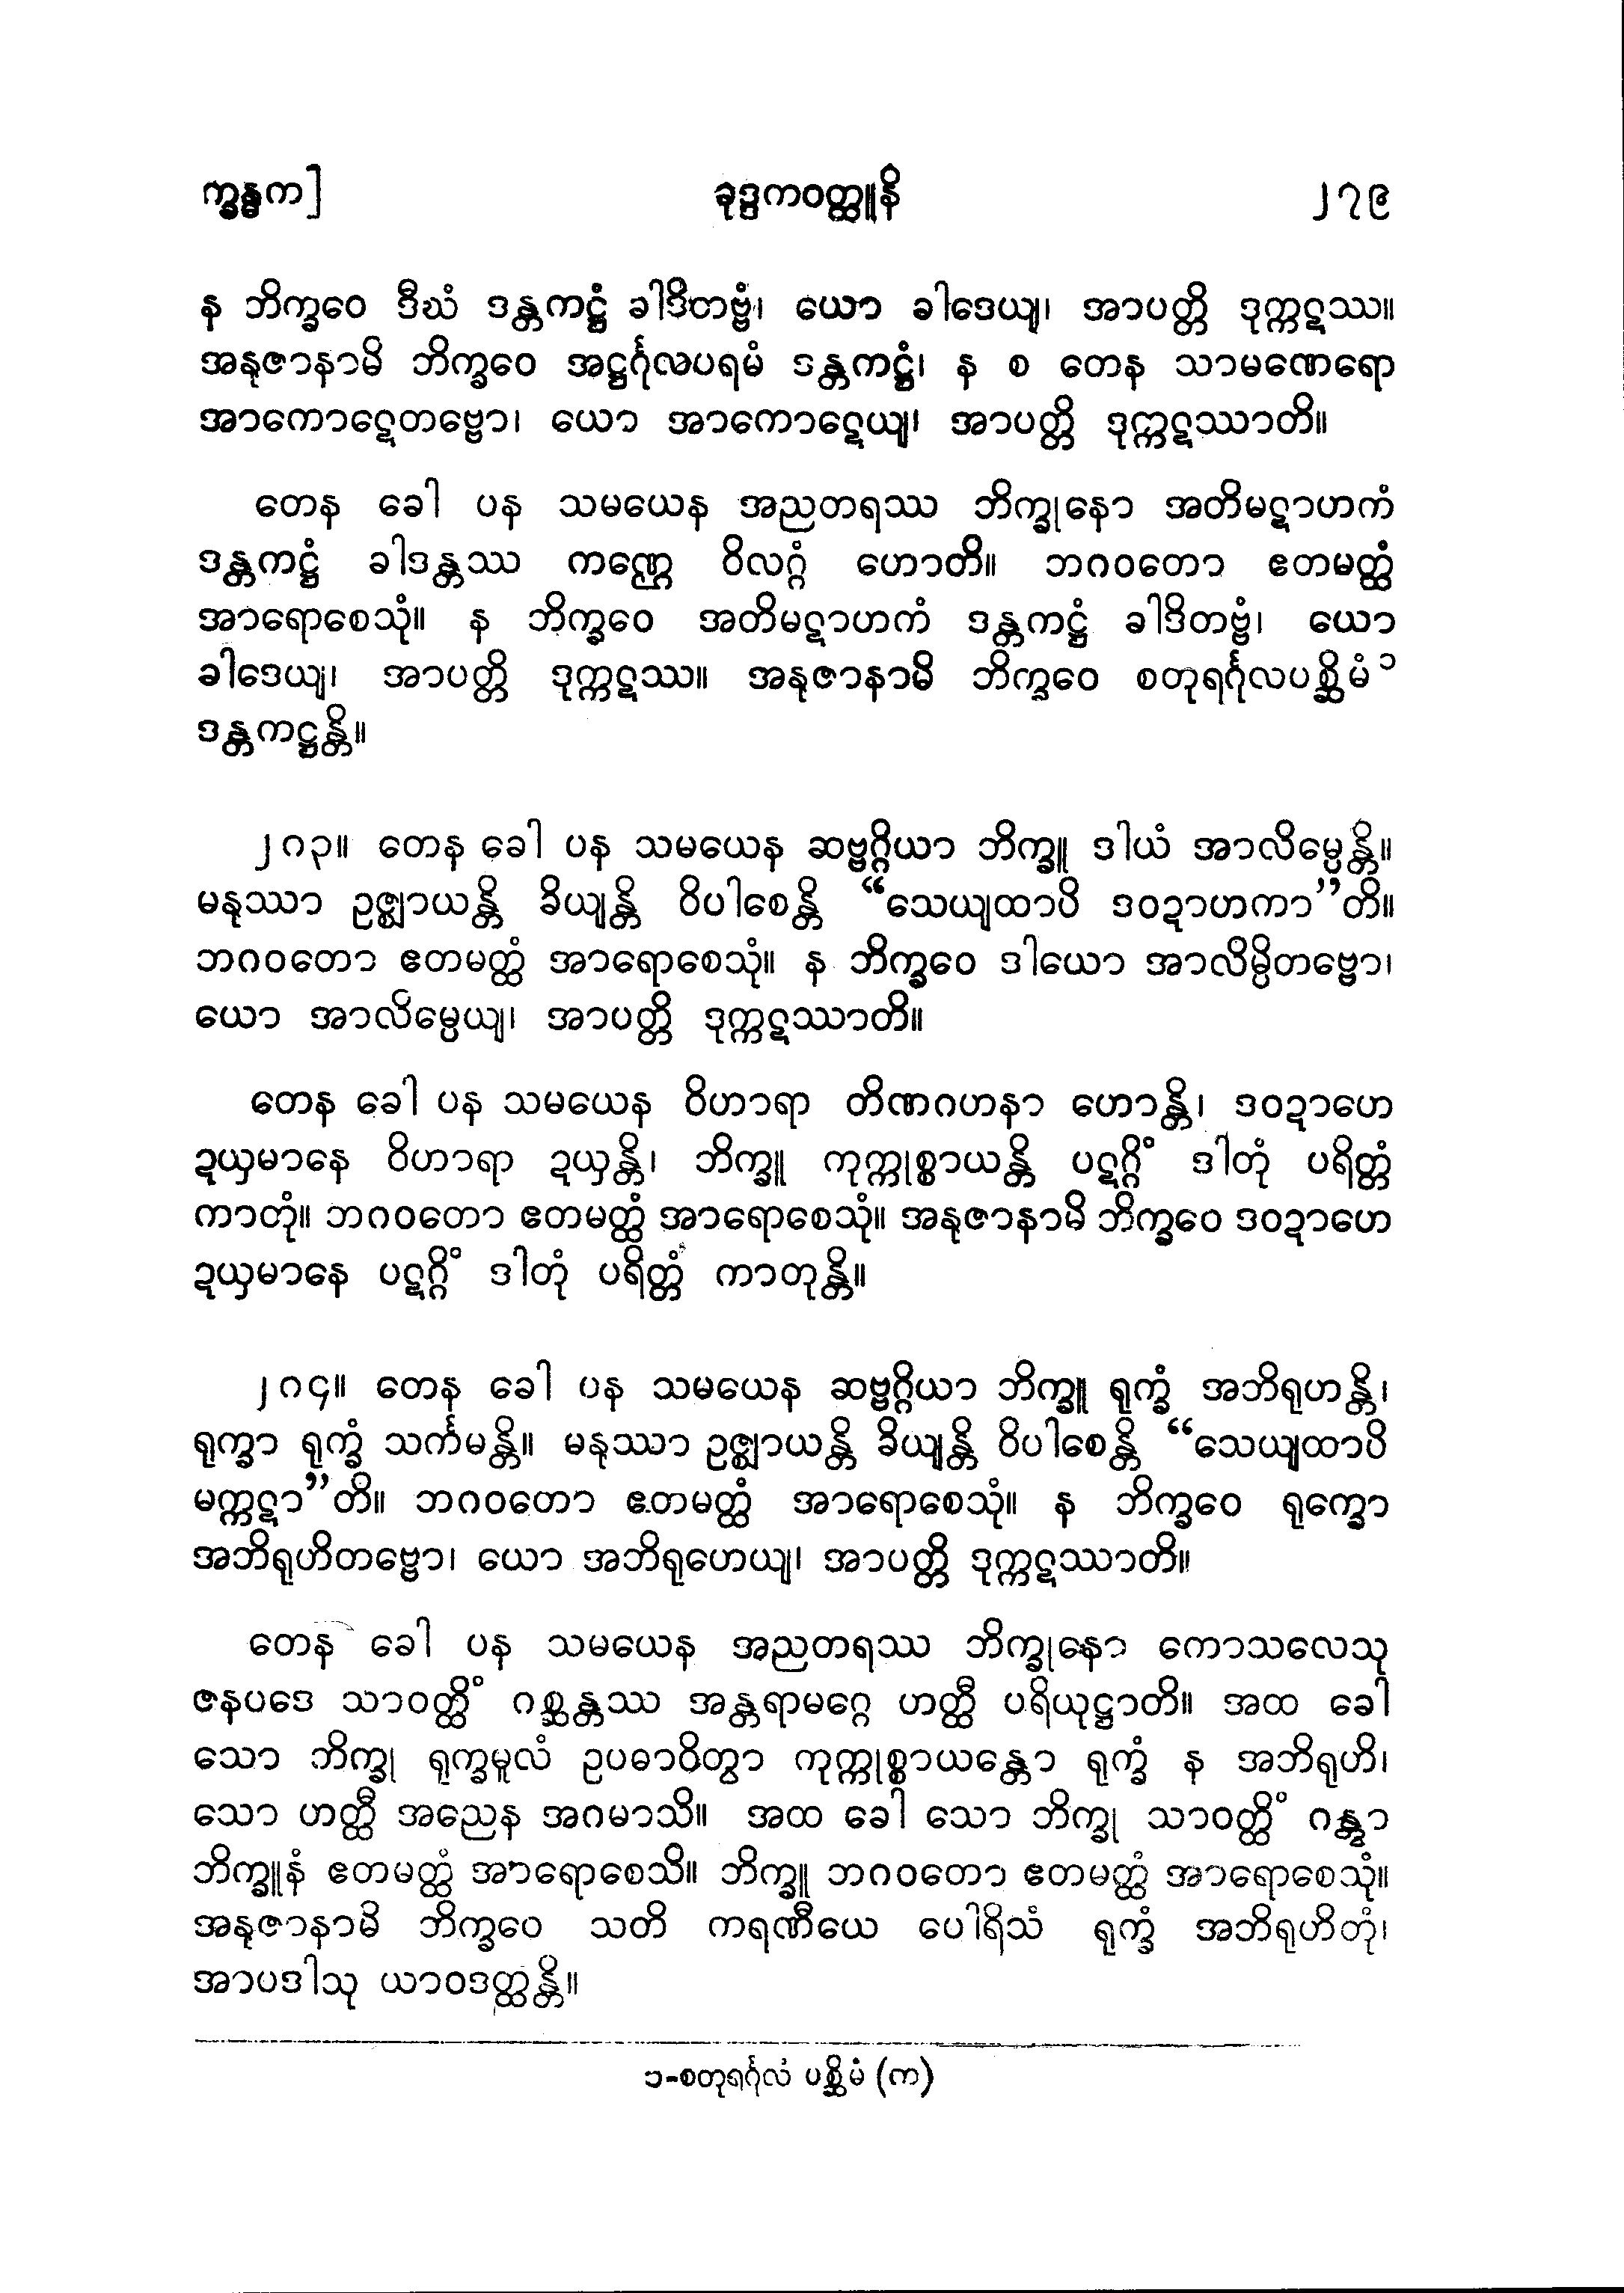 က္ခန္ဓက]
ခုဒ္ဒကဝတ္ထူနိ
၂၇၉
န ဘိက္ခဝေ ဒီဃံ ဒန္တကဋ္ဌံ ခါဒိတဗ္ဗံ၊ ယော ခါဒေယျ၊ အာပတ္တိ ဒုက္ကဋဿ။
အနုဇာနာမိ ဘိက္ခဝေ အဋ္ဌင်္ဂုလပရမံ ဒန္တကဋ္ဌံ၊ န စ တေန သာမဏေရော
အာကောဋေတဗ္ဗော၊ ယော အာကောဋေယျ၊ အာပတ္တိ ဒုက္ကဋဿာတိ။
တေန ခေါ ပန သမယေန အညတရဿ ဘိက္ခုနော အတိမဋာဟကံ
ဒန္တကဋ္ဌံ ခါဒန္တဿ ကဏ္ဌေ ဝိလဂ္ဂံ ဟောတိ။ ဘဂဝတော ဧတမတ္ထံ
အာရောစေသုံ။ န ဘိက္ခဝေ အတိမဋာဟကံ ဒန္တကဋ္ဌံ ခါဒိတဗ္ဗံ၊ ယော
ခါဒေယျ၊ အာပတ္တိ ဒုက္ကဋဿ။ အနုဇာနာမိ ဘိက္ခဝေ စတုရင်္ဂုလပစ္ဆိမံ ၁
ဒန္တကဋ္ဌန္တိ။
၂၈၃။ တေန ခေါ ပန သမယေန ဆဗ္ဗဂ္ဂိယာ ဘိက္ခူ ဒါယံ အာလိမ္ပေန္တိ။
မနုဿာ ဥဇ္ဈာယန္တိ ခိယျန္တိ ဝိပါစေန္တိ “သေယျထာပိ ဒဝဍာဟကာ”တိ။
ဘဂဝတော ဧတမတ္ထံ အာရောစေသုံ။ န ဘိက္ခဝေ ဒါယော အာလိမ္ပိတဗ္ဗော၊
ယော အာလိမ္ပေယျ၊ အာပတ္တိ ဒုက္ကဋဿာတိ။
တေန ခေါ ပန သမယေန ဝိဟာရာ တိဏဂဟနာ ဟောန္တိ၊ ဒဝဍာဟေ
ဍယှမာနေ ဝိဟာရာ ဍယှန္တိ၊ ဘိက္ခူ ကုက္ကုစ္စာယန္တိ ပဋဂ္ဂိံ ဒါတုံ ပရိတ္တံ
ကာတုံ။ ဘဂဝတော ဧတမတ္ထံ အာရောစေသုံ။ အနုဇာနာမိ ဘိက္ခဝေ ဒဝဍာဟေ
ဍယှမာနေ ပဋဂ္ဂိံ ဒါတုံ ပရိတ္တံ ကာတုန္တိ။
၂၈၄။ တေန ခေါ ပန သမယေန ဆဗ္ဗဂ္ဂိယာ ဘိက္ခူ ရုက္ခံ အဘိရုဟန္တိ၊
ရုက္ခာ ရုက္ခံ သင်္ကမန္တိ။ မနုဿာ ဥဇ္ဈာယန္တိ ခိယျန္တိ ဝိပါစေန္တိ “သေယျထာပိ
မက္ကဋာ”တိ။ ဘဂဝတော ဧတမတ္ထံ အာရောစေသုံ။ န ဘိက္ခဝေ ရုက္ခော
အဘိရုဟိတဗ္ဗော၊ ယော အဘိရုဟေယျ၊ အာပတ္တိ ဒုက္ကဋဿာတိ။
တေန ခေါ ပန သမယေန အညတရဿ ဘိက္ခုနော ကောသလေသု
ဇနပဒေ သာဝတ္ထိံ ဂစ္ဆန္တဿ အန္တရာမဂ္ဂေ ဟတ္ထီ ပရိယုဋ္ဌာတိ။ အထ ခေါ
သော ဘိက္ခု ရုက္ခမူလံ ဥပဓာဝိတွာ ကုက္ကုစ္စာယန္တော ရုက္ခံ န အဘိရုဟိ၊
သော ဟတ္ထီ အညေန အဂမာသိ။ အထ ခေါ သော ဘိက္ခု သာဝတ္ထိံ ဂန္တွာ
ဘိက္ခူနံ ဧတမတ္ထံ အာရောစေသိ။ ဘိက္ခူ ဘဂဝတော ဧတမတ္ထံ အာရောစေသုံ။
အနုဇာနာမိ ဘိက္ခဝေ သတိ ကရဏီယေ ပေါရိသံ ရုက္ခံ အဘိရုဟိတုံ၊
အာပဒါသု ယာဝဒတ္ထန္တိ။
၁-စတုရင်္ဂုလံ ပစ္ဆိမံ (က)